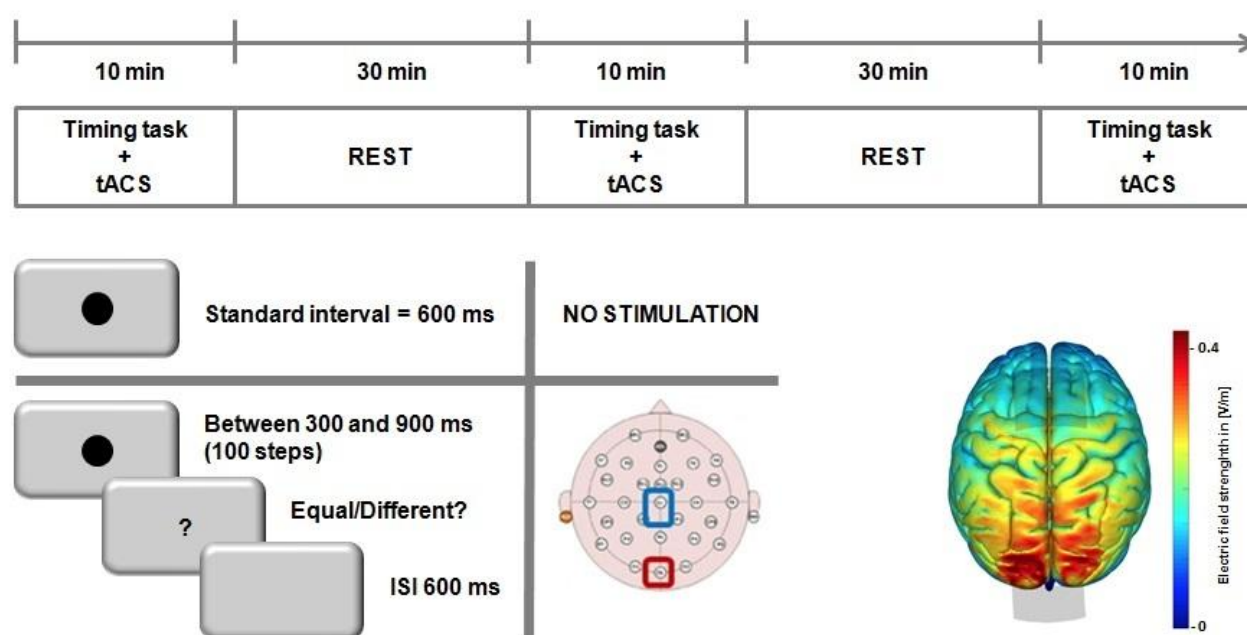 10 min
30 min
10 min
30 min
10 min
Timing task
+
tACS
REST
Timing task
+
tACS
REST
Timing task
+
tACS
Standard interval = 600 ms
NO STIMULATION
Between 300 and 900 ms
(100 steps)
?
Equal/Different?
ISI 600 ms
- 0.4
Electric field strenghth in [V/m]
- 0